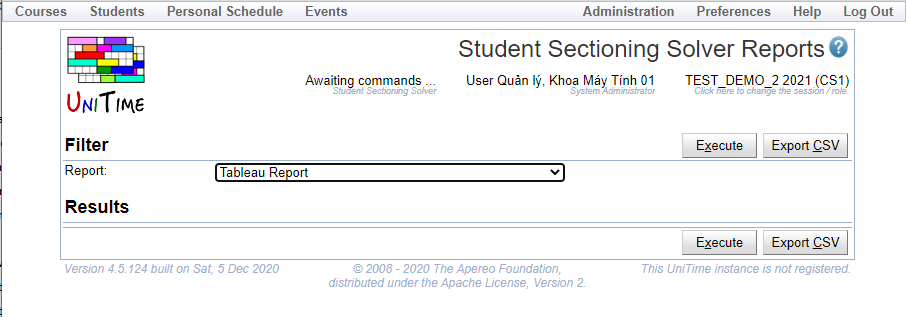 Courses Students Personal Schedule Events Administration Preferences Help Log Out
UniTime
Student Sectioning Solver Reports ?
Awaiting commands ... User Quản lý, Khoa Máy Tính 01 TEST_DEMO_2 2021 (CS1)
Student Sectioning Solver System Administrator Click here to change the session / role.
Filter Execute Export CSV
Report: Tableau Report
Results
Execute Export CSV
Version 4.5.124 built on Sat, 5 Dec 2020 © 2008 - 2020 The Apereo Foundation, This UniTime instance is not registered.
distributed under the Apache License, Version 2.